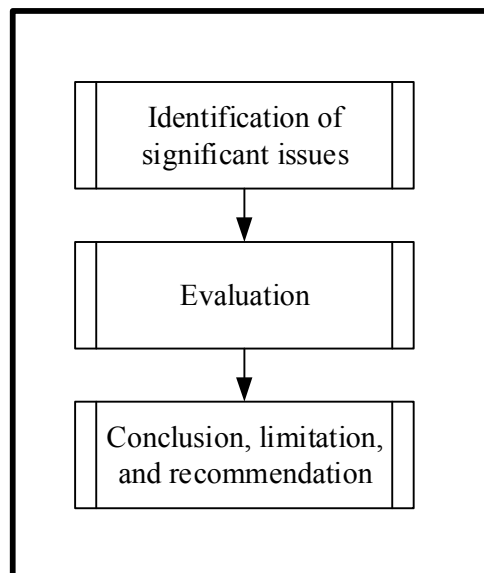 Identification of
significant issues
Evaluation
Conclusion, limitation,
and recommendation